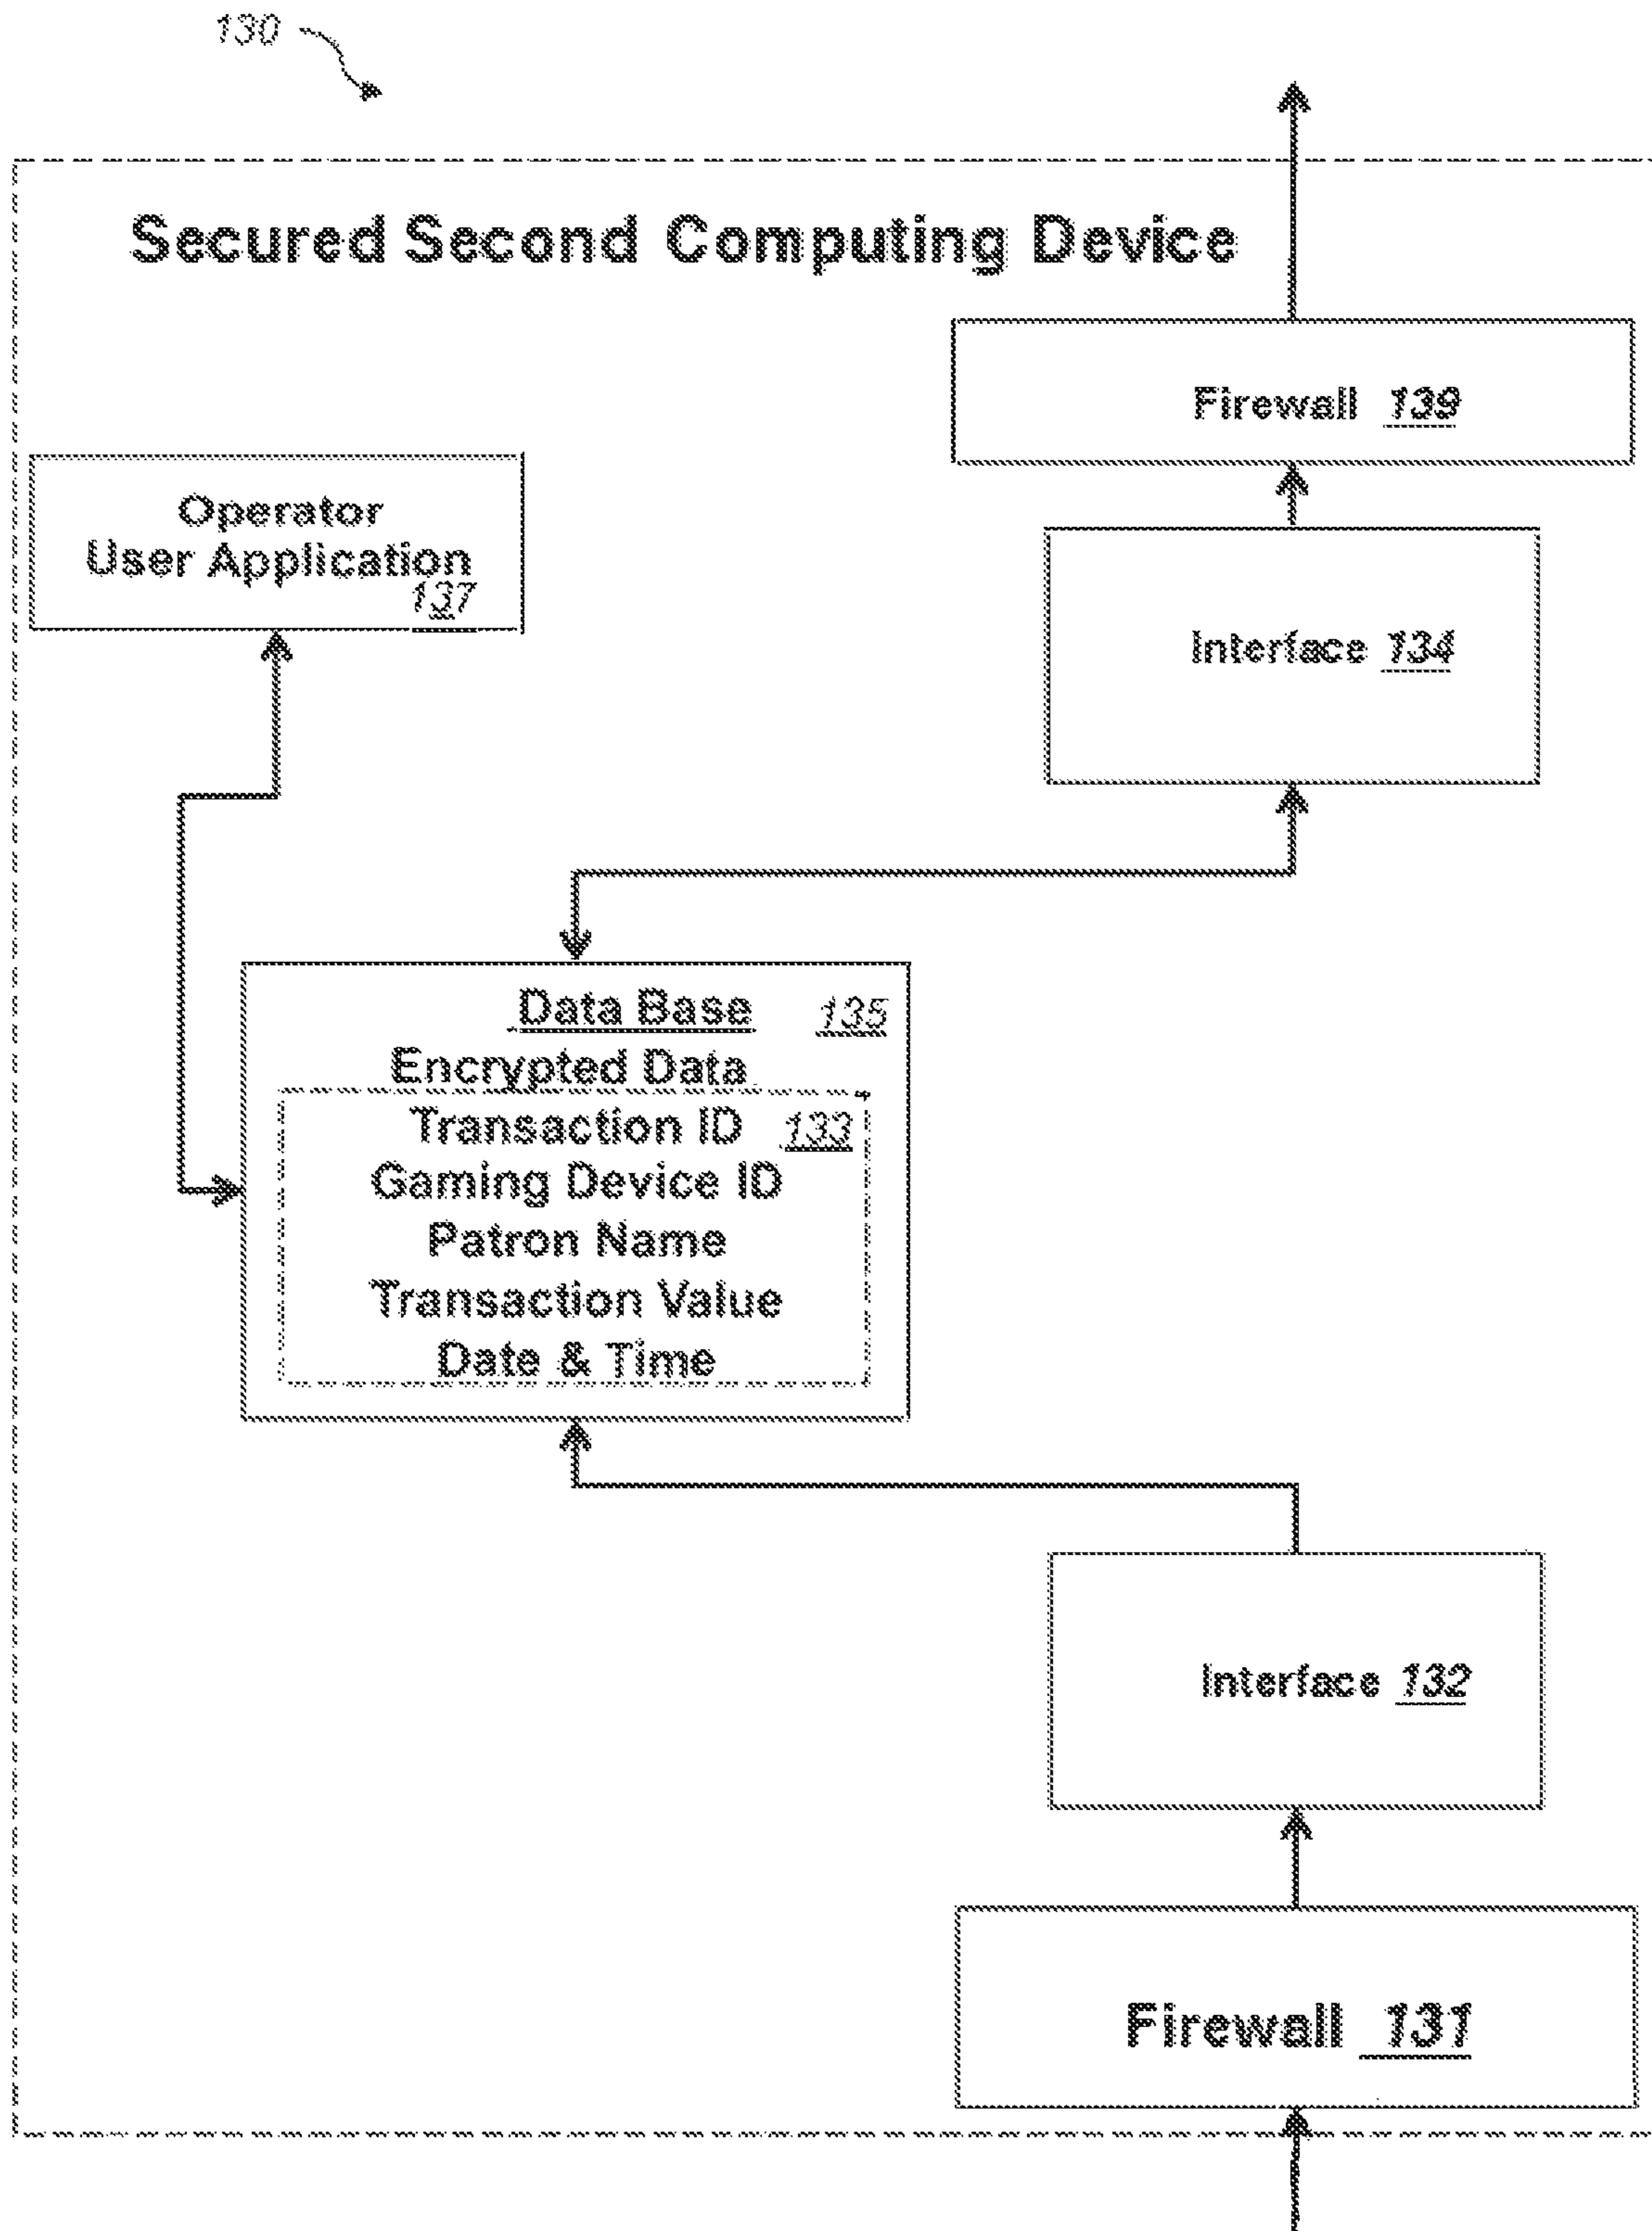 130
Secured Second Computing Device
Firewall 139
Operator
User Application
137
Interface 134
Data Base 135
Encrypted Data
Transaction ID 133
Gaming Device ID
Patron Name
Transaction Value
Date & Time
Interface 132
Firewall 131